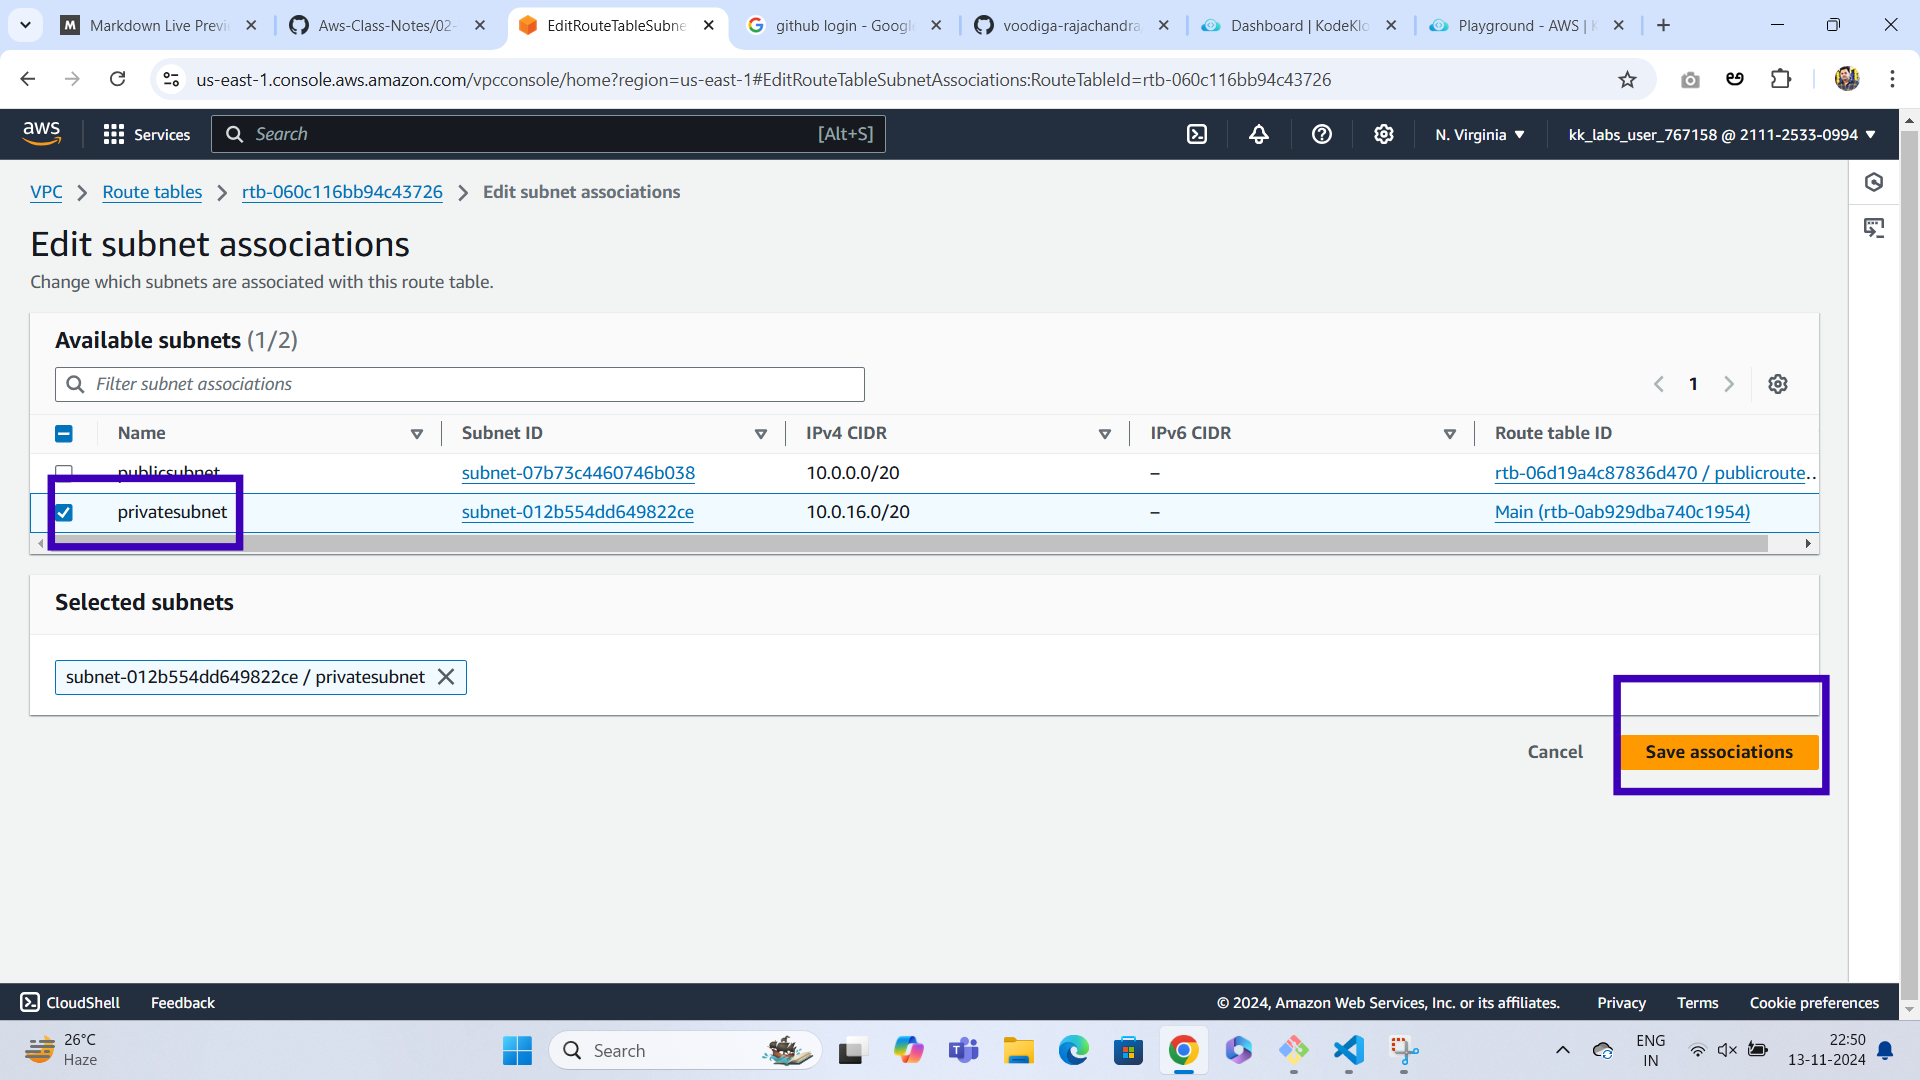 Markdown Live Previ
Aws-Class-Notes/02-
EditRouteTableSubne
github login - Google
voodiga-rajachandra
Dashboard | KodeKlo
Playground - AWS | K
us-east-1.console.aws.amazon.com/vpcconsole/home?region=us-east-1#EditRouteTableSubnetAssociations:RouteTableId=rtb-060c116bb94c43726
aws
Services
Search
[Alt+S]
N. Virginia
kk_labs_user_767158 @ 2111-2533-0994
VPC
Route tables
rtb-060c116bb94c43726
Edit subnet associations
Edit subnet associations
Change which subnets are associated with this route table.
Available subnets (1/2)
Filter subnet associations
1
Name
Subnet ID
IPv4 CIDR
IPv6 CIDR
Route table ID
publicsubnet
subnet-07b73c4460746b038
10.0.0.0/20
–
rtb-06d19a4c87836d470 / publicroute...
privatesubnet
subnet-012b554dd649822ce
10.0.16.0/20
–
Main (rtb-0ab929dba740c1954)
Selected subnets
subnet-012b554dd649822ce / privatesubnet
Cancel
Save associations
CloudShell
Feedback
© 2024, Amazon Web Services, Inc. or its affiliates.
Privacy
Terms
Cookie preferences
26°C
Haze
Search
ENG
IN
22:50
13-11-2024